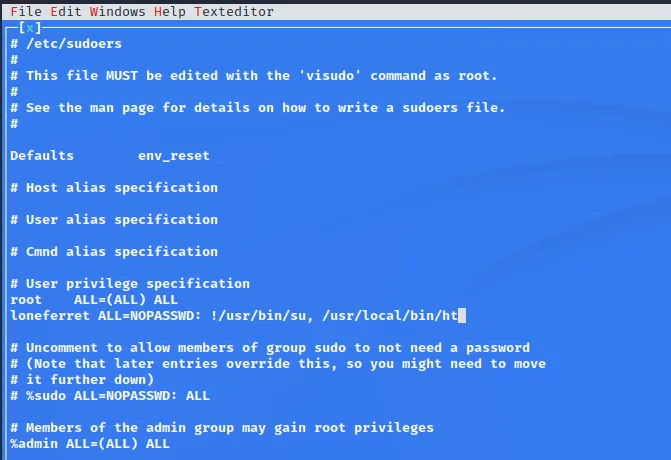 File Edit Windows Help Texteditor
[x]
# /etc/sudoers
#
# This file MUST be edited with the 'visudo' command as root.
#
# See the man page for details on how to write a sudoers file.
#
Defaults        env_reset
# Host alias specification
# User alias specification
# Cmnd alias specification
# User privilege specification
root    ALL=(ALL) ALL
loneferret ALL=NOPASSWD: !/usr/bin/su, /usr/local/bin/ht
# Uncomment to allow members of group sudo to not need a password
# (Note that later entries override this, so you might need to move
# it further down)
# %sudo ALL=NOPASSWD: ALL
# Members of the admin group may gain root privileges
%admin ALL=(ALL) ALL